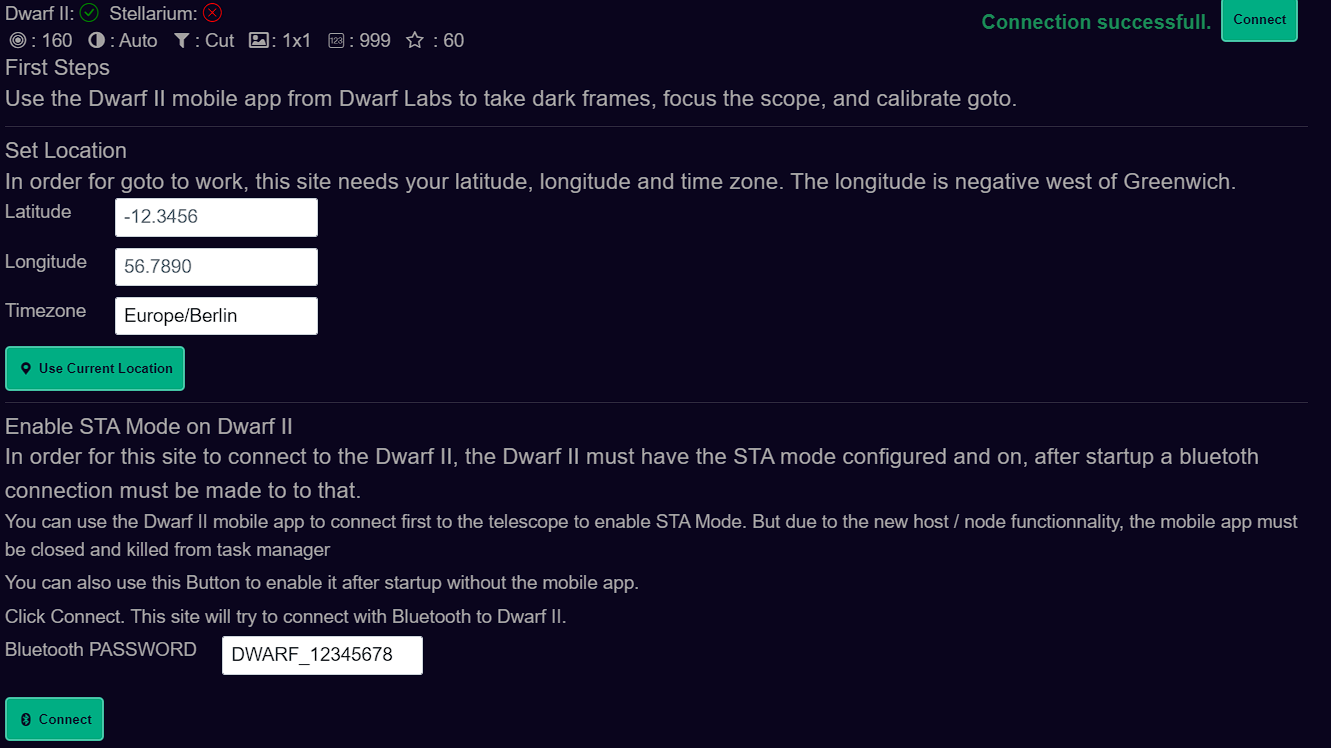 Dwarf II: Stellarium:
Connection successfull. Connect
: 160 : Auto : Cut : 1x1 123 : 999 : 60
First Steps
Use the Dwarf II mobile app from Dwarf Labs to take dark frames, focus the scope, and calibrate goto.
Set Location
In order for goto to work, this site needs your latitude, longitude and time zone. The longitude is negative west of Greenwich.
Latitude -12.3456
Longitude 56.7890
Timezone Europe/Berlin
Use Current Location
Enable STA Mode on Dwarf II
In order for this site to connect to the Dwarf II, the Dwarf II must have the STA mode configured and on, after startup a bluetoth
connection must be made to to that.
You can use the Dwarf II mobile app to connect first to the telescope to enable STA Mode. But due to the new host / node functionnality, the mobile app must
be closed and killed from task manager
You can also use this Button to enable it after startup without the mobile app.
Click Connect. This site will try to connect with Bluetooth to Dwarf II.
Bluetooth PASSWORD DWARF_12345678
Connect